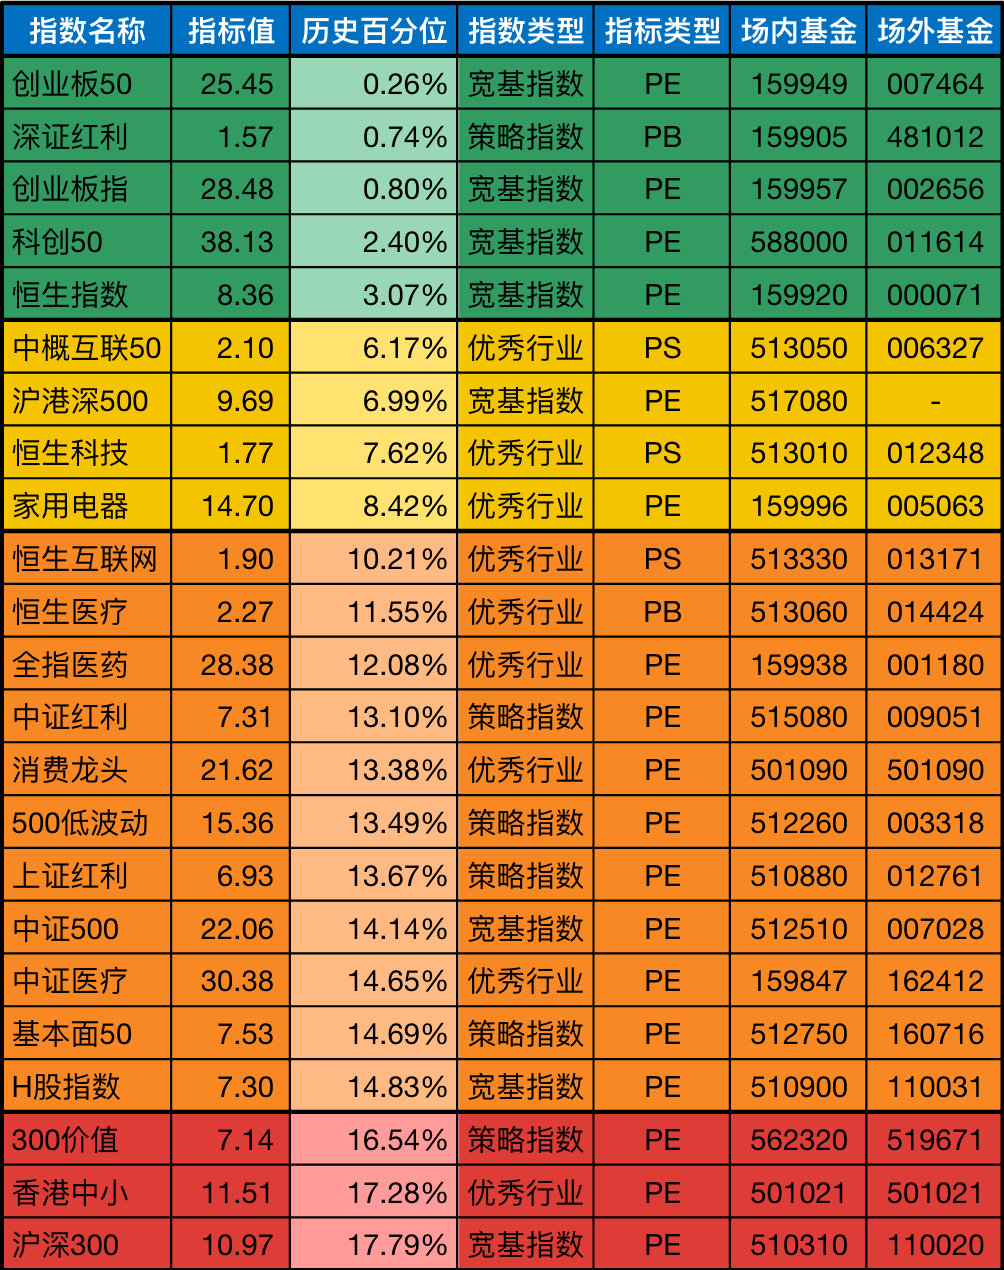 指数名称 指标值 历史百分位 指数类型 指标类型 场内基金 场外基金
创业板50 25.45 0.26% 宽基指数 PE 159949 007464
深证红利 1.57 0.74% 策略指数 PB 159905 481012
创业板指 28.48 0.80% 宽基指数 PE 159957 002656
科创50 38.13 2.40% 宽基指数 PE 588000 011614
恒生指数 8.36 3.07% 宽基指数 PE 159920 000071
中概互联50 2.10 6.17% 优秀行业 PS 513050 006327
沪港深500 9.69 6.99% 宽基指数 PE 517080 -
恒生科技 1.77 7.62% 优秀行业 PS 513010 012348
家用电器 14.70 8.42% 优秀行业 PE 159996 005063
恒生互联网 1.90 10.21% 优秀行业 PS 513330 013171
恒生医疗 2.27 11.55% 优秀行业 PB 513060 014424
全指医药 28.38 12.08% 优秀行业 PE 159938 001180
中证红利 7.31 13.10% 策略指数 PE 515080 009051
消费龙头 21.62 13.38% 优秀行业 PE 501090 501090
500低波动 15.36 13.49% 策略指数 PE 512260 003318
上证红利 6.93 13.67% 策略指数 PE 510880 012761
中证500 22.06 14.14% 宽基指数 PE 512510 007028
中证医疗 30.38 14.65% 优秀行业 PE 159847 162412
基本面50 7.53 14.69% 策略指数 PE 512750 160716
H股指数 7.30 14.83% 宽基指数 PE 510900 110031
300价值 7.14 16.54% 策略指数 PE 562320 519671
香港中小 11.51 17.28% 优秀行业 PE 501021 501021
沪深300 10.97 17.79% 宽基指数 PE 510310 110020